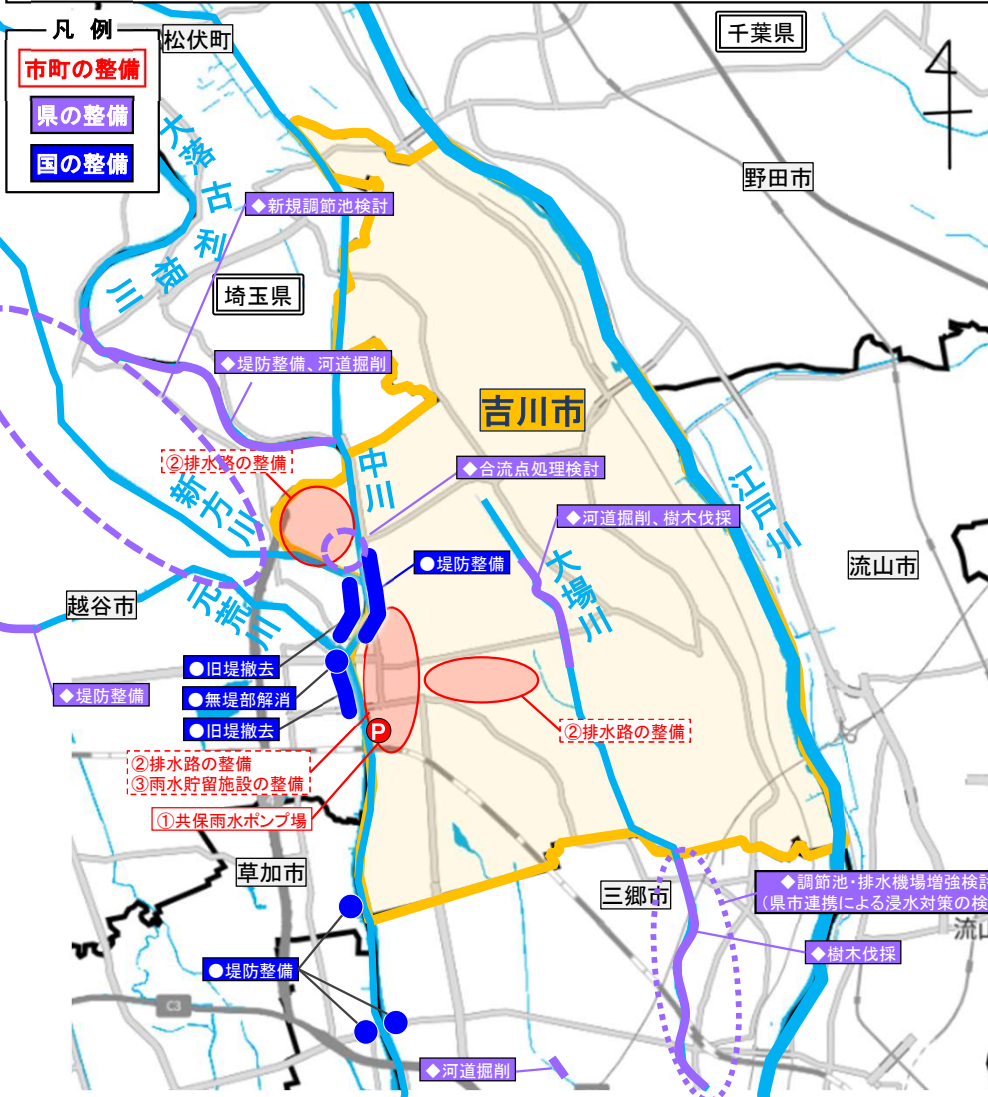 凡 例
市町の整備
県の整備
国の整備
松伏町
千葉県
野田市
大落古利
◆新規調節池検討
三 益
埼玉県
◆堤防整備、河道掘削
吉川市
②排水路の整備
中川
◆合流点処理検討
新方川
◆河道掘削、樹木伐採
江戸川
●堤防整備
大場川
流山市
越谷市
元荒川
●旧堤撤去
◆堤防整備
●無堤部解消
●旧堤撤去
②排水路の整備
P
②排水路の整備
③雨水貯留施設の整備
①共保雨水ポンプ場
草加市
三郷市
◆調節池・排水機場増強検討
（県市連携による浸水対策の検
流山
◆樹木伐採
●堤防整備
C3
◆河道掘削